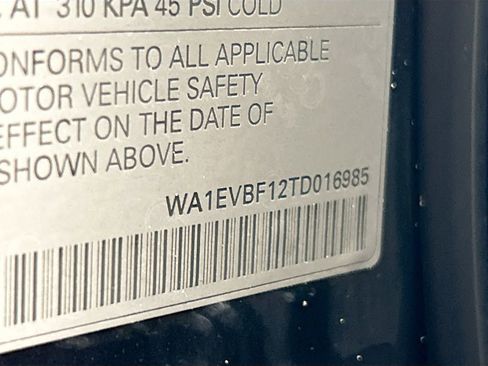 AT 310 KPA 45 PSI COLD
ONFORMS TO ALL APPLICABLE
OTOR VEHICLE SAFETY
EFFECT ON THE DATE OF
SHOWN ABOVE.
WA1EVBF12TD016985